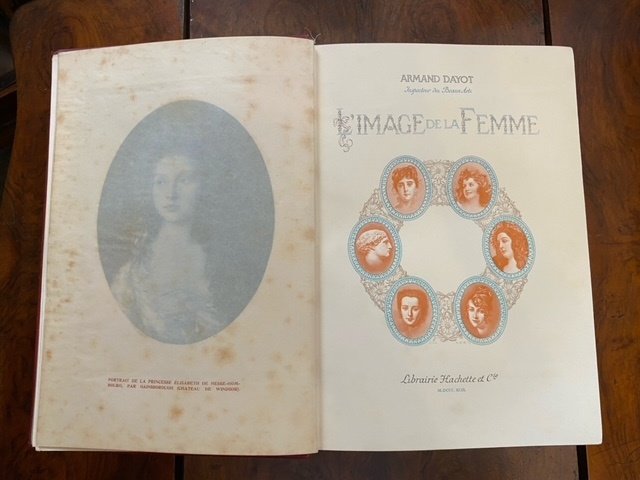 PORTRAIT DE LA PRINCESSE ÉLISABETH DE HESSE-HOM-
BOURG, PAR GAINSBOROUGH (CHATEAU DE WINDSOR).
ARMAND DAYOT
Inspecteur des Beaux-Arts
L'IMAGE DE LA FEMME
Librairie Hachette et Cie